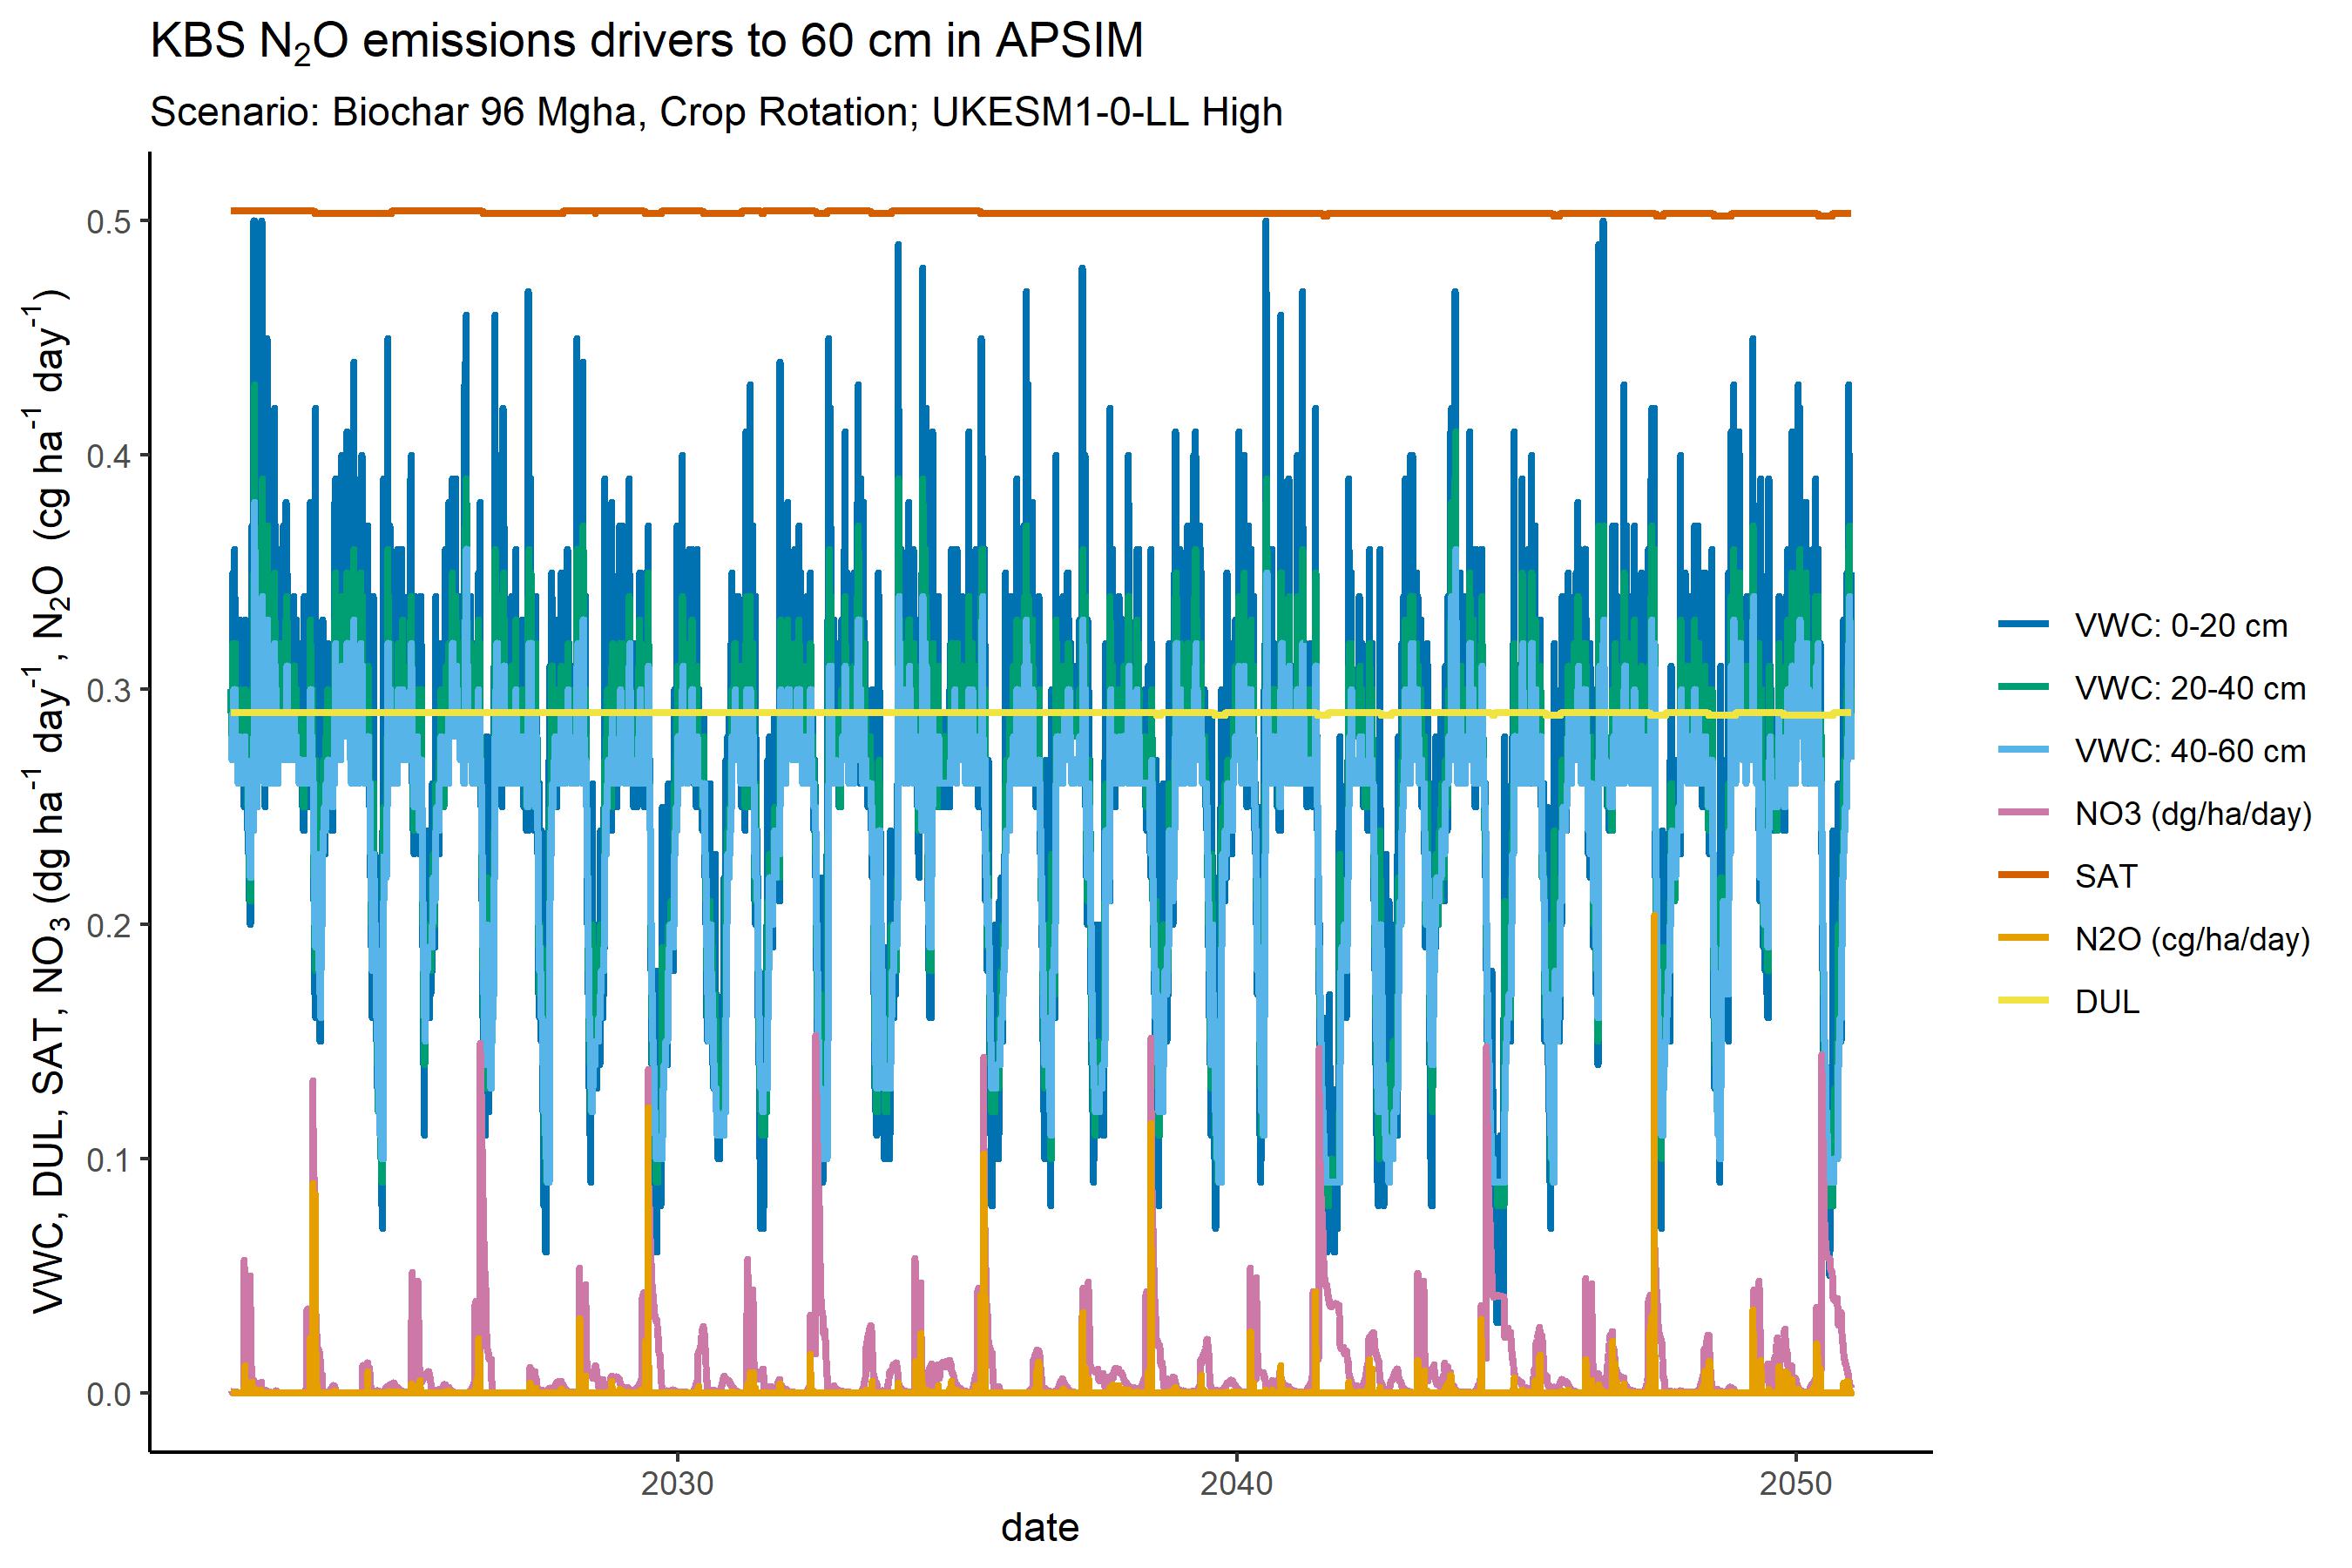 KBS N₂O emissions drivers to 60 cm in APSIM
Scenario: Biochar 96 Mgha, Crop Rotation; UKESM1-0-LL High
VWC, DUL, SAT, NO₃ (dg ha⁻¹ day⁻¹, N₂O (cg ha⁻¹ day⁻¹)
0.5
0.4
0.3
0.2
0.1
0.0
2030 2040 2050
date
VWC: 0-20 cm
VWC: 20-40 cm
VWC: 40-60 cm
NO3 (dg/ha/day)
SAT
N2O (cg/ha/day)
DUL